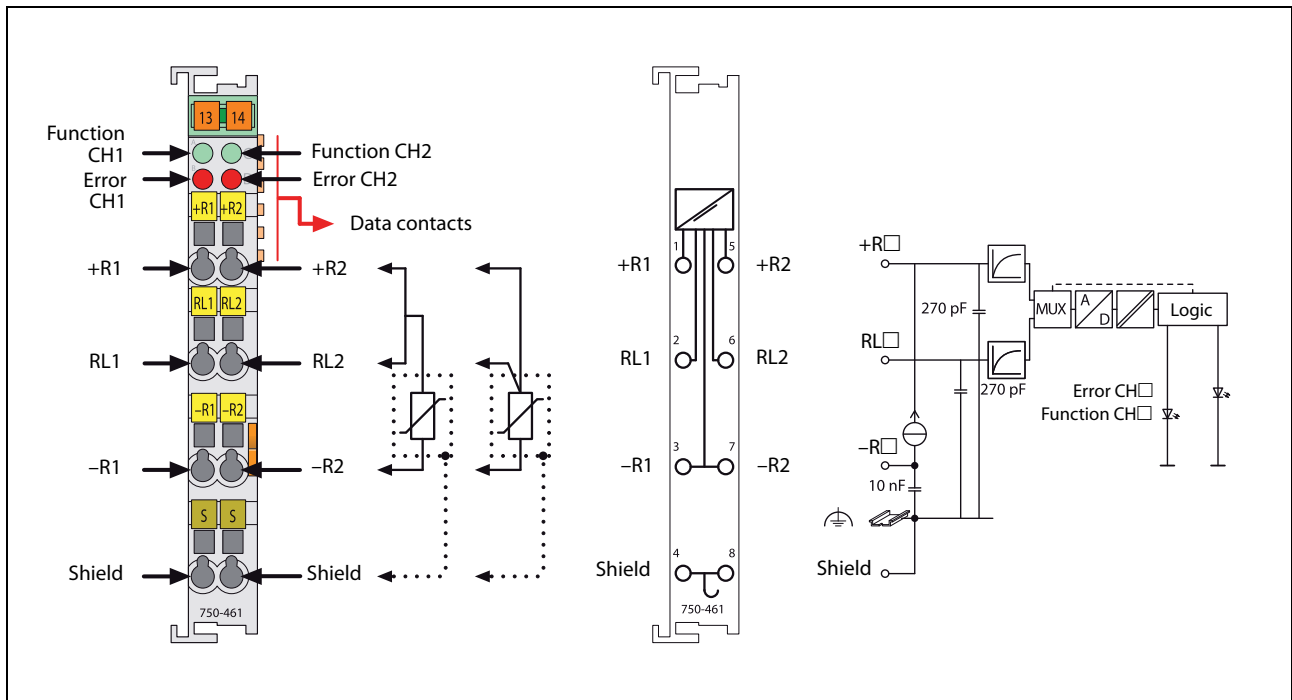 13 14
Function
CH1
Function CH2
Error
CH1
Error CH2
+R1 +R2
Data contacts
+R1
+R2
RL1 RL2
RL1
RL2
–R1 –R2
–R1
–R2
S S
Shield
Shield
750-461
1 5
+R1
+R2
2 6
RL1
RL2
3 7
–R1
–R2
4 8
Shield
750-461
+R□
270 pF
MUX
A
D
Logic
RL□
270 pF
Error CH□
Function CH□
–R□
10 nF
Shield